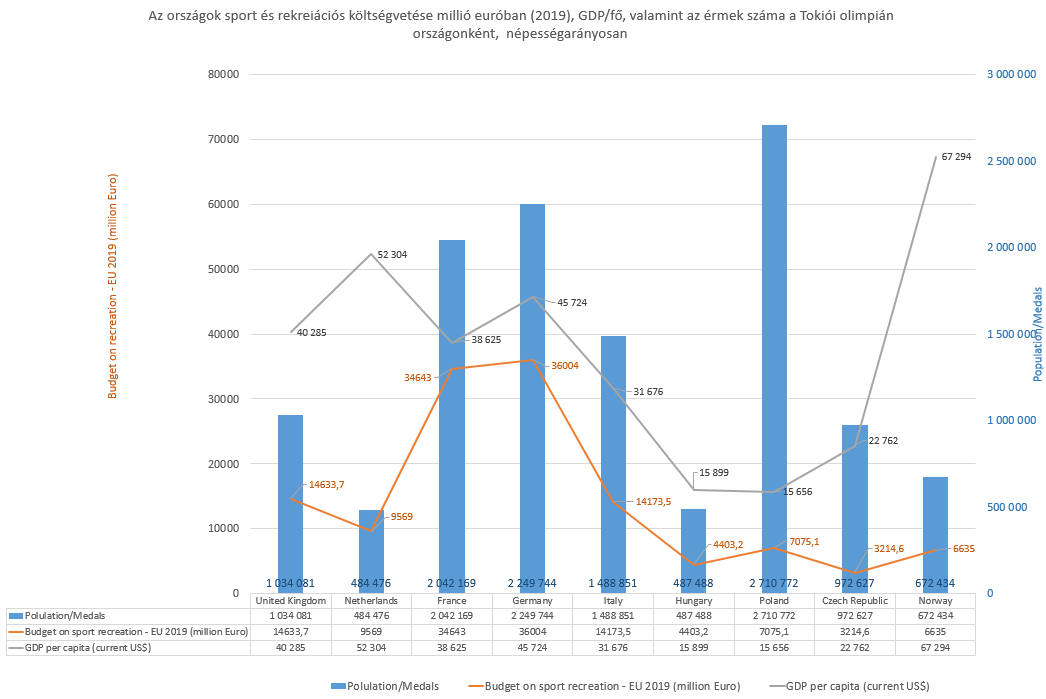 Az országok sport és rekreiációs költségvetése millió euróban (2019), GDP/fő, valamint az érmek száma a Tokiói olimpián
országonként, népességarányosan
80000
70000
60000
50000
40000
30000
20000
10000
0
Budget on recreation - EU 2019 (million Euro)
3 000 000
2 500 000
2 000 000
1 500 000
1 000 000
500 000
0
Population/Medals
40 285
52 304
38 625
45 724
31 676
15 899
15 656
22 762
67 294
14633,7
9569
34643
36004
14173,5
4403,2
7075,1
3214,6
6635
1 034 081 484 476 2 042 169 2 249 744 1 488 851 487 488 2 710 772 972 627 672 434
United Kingdom Netherlands France Germany Italy Hungary Poland Czech Republic Norway
Polulation/Medals 1 034 081 484 476 2 042 169 2 249 744 1 488 851 487 488 2 710 772 972 627 672 434
Budget on sport recreation - EU 2019 (million Euro) 14633,7 9569 34643 36004 14173,5 4403,2 7075,1 3214,6 6635
GDP per capita (current US$) 40 285 52 304 38 625 45 724 31 676 15 899 15 656 22 762 67 294
Polulation/Medals Budget on sport recreation - EU 2019 (million Euro) GDP per capita (current US$)